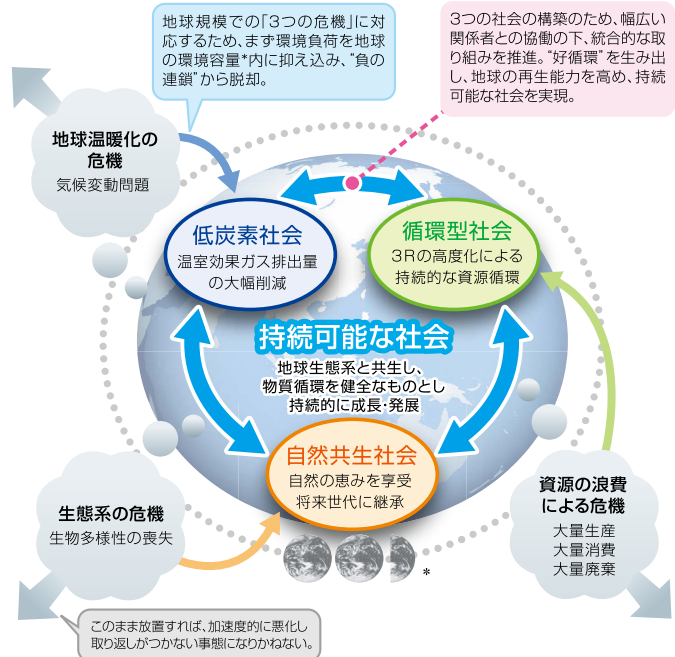 地球規模での「3つの危機」に対
応するため、まず環境負荷を地球
の環境容量*内に抑え込み、“負の
連鎖”から脱却。
3つの社会の構築のため、幅広い
関係者との協働の下、統合的な取
り組みを推進。“好循環”を生み出
し、地球の再生能力を高め、持続
可能な社会を実現。
地球温暖化の
危機
気候変動問題
低炭素社会
温室効果ガス排出量
の大幅削減
循環型社会
3Rの高度化による
持続的な資源循環
持続可能な社会
地球生態系と共生し、
物質循環を健全なものとし
持続的に成長・発展
自然共生社会
自然の恵みを享受
将来世代に継承
生態系の危機
生物多様性の喪失
資源の浪費
による危機
大量生産
大量消費
大量廃棄
*
このまま放置すれば、加速度的に悪化し
取り返しがつかない事態になりかねない。